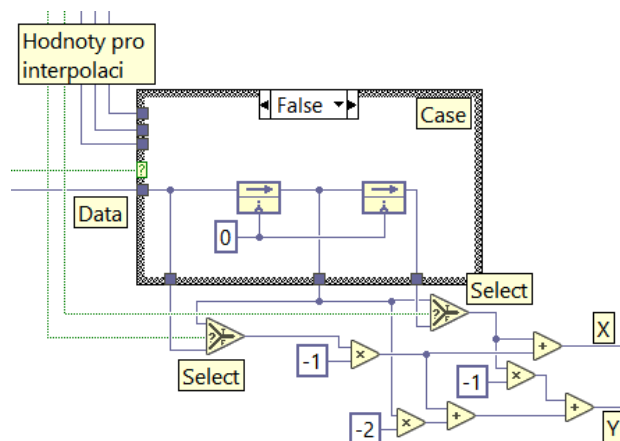 Hodnoty pro
interpolaci
False
Case
?
Data
0
Select
?
T
F
?
T
F
X
Select
-1
×
+
-1
×
+
-2
×
+
Y